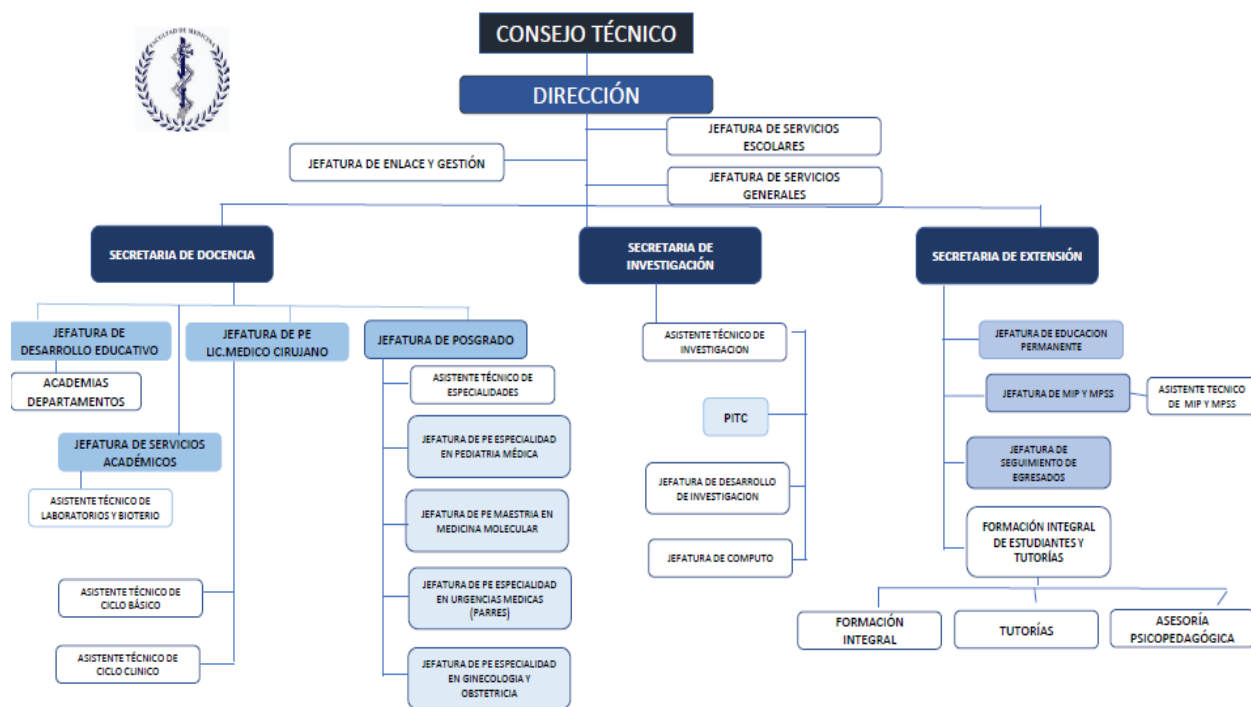 FACULTAD DE MEDICINA
CONSEJO TÉCNICO
DIRECCIÓN
JEFATURA DE SERVICIOS
ESCOLARES
JEFATURA DE ENLACE Y GESTIÓN
JEFATURA DE SERVICIOS
GENERALES
SECRETARIA DE DOCENCIA
SECRETARIA DE
INVESTIGACIÓN
SECRETARIA DE EXTENSIÓN
JEFATURA DE
DESARROLLO EDUCATIVO
ACADEMIAS
DEPARTAMENTOS
JEFATURA DE SERVICIOS
ACADÉMICOS
ASISTENTE TÉCNICO DE
LABORATORIOS Y BIOTERIO
JEFATURA DE PE
LIC.MEDICO CIRUJANO
ASISTENTE TÉCNICO DE
CICLO BÁSICO
ASISTENTE TÉCNICO DE
CICLO CLINICO
JEFATURA DE POSGRADO
ASISTENTE TÉCNICO DE
ESPECIALIDADES
JEFATURA DE PE ESPECIALIDAD
EN PEDIATRIA MÉDICA
JEFATURA DE PE MAESTRIA EN
MEDICINA MOLECULAR
JEFATURA DE PE ESPECIALIDAD
EN URGENCIAS MEDICAS
(PARRES)
JEFATURA DE PE ESPECIALIDAD
EN GINECOLOGIA Y
OBSTETRICIA
ASISTENTE TÉCNICO DE
INVESTIGACION
PITC
JEFATURA DE DESARROLLO
DE INVESTIGACION
JEFATURA DE COMPUTO
JEFATURA DE EDUCACION
PERMANENTE
JEFATURA DE MIP Y MPSS
ASISTENTE TECNICO
DE MIP Y MPSS
JEFATURA DE
SEGUIMIENTO DE
EGRESADOS
FORMACIÓN INTEGRAL
DE ESTUDIANTES Y
TUTORÍAS
FORMACIÓN
INTEGRAL
TUTORÍAS
ASESORÍA
PSICOPEDAGÓGICA